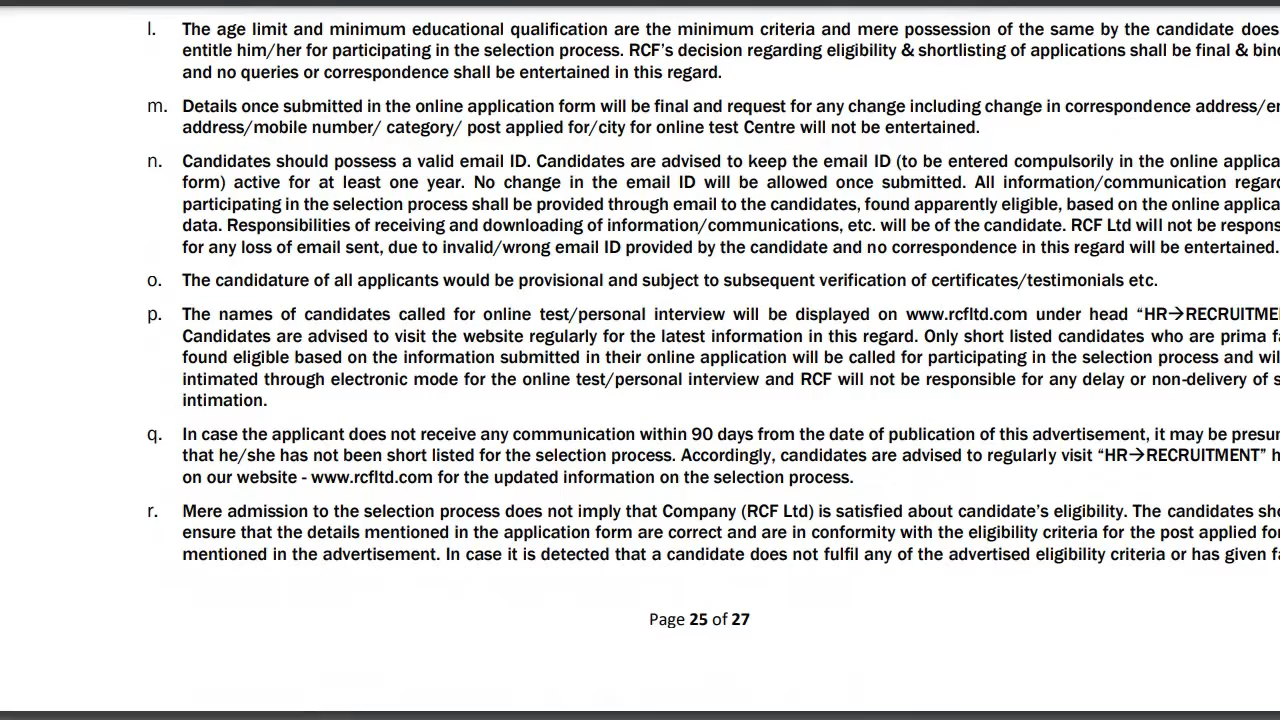 l. The age limit and minimum educational qualification are the minimum criteria and mere possession of the same by the candidate does
entitle him/her for participating in the selection process. RCF's decision regarding eligibility & shortlisting of applications shall be final & bind
and no queries or correspondence shall be entertained in this regard.
m. Details once submitted in the online application form will be final and request for any change including change in correspondence address/em
address/mobile number/ category/ post applied for/city for online test Centre will not be entertained.
n. Candidates should possess a valid email ID. Candidates are advised to keep the email ID (to be entered compulsorily in the online applica
form) active for at least one year. No change in the email ID will be allowed once submitted. All information/communication regard
participating in the selection process shall be provided through email to the candidates, found apparently eligible, based on the online applica
data. Responsibilities of receiving and downloading of information/communications, etc. will be of the candidate. RCF Ltd will not be respons
for any loss of email sent, due to invalid/wrong email ID provided by the candidate and no correspondence in this regard will be entertained.
o. The candidature of all applicants would be provisional and subject to subsequent verification of certificates/testimonials etc.
p. The names of candidates called for online test/personal interview will be displayed on www.rcfltd.com under head “HR→RECRUITME
Candidates are advised to visit the website regularly for the latest information in this regard. Only short listed candidates who are prima fa
found eligible based on the information submitted in their online application will be called for participating in the selection process and wil
intimated through electronic mode for the online test/personal interview and RCF will not be responsible for any delay or non-delivery of s
intimation.
q. In case the applicant does not receive any communication within 90 days from the date of publication of this advertisement, it may be presur
that he/she has not been short listed for the selection process. Accordingly, candidates are advised to regularly visit “HR→RECRUITMENT” h
on our website - www.rcfltd.com for the updated information on the selection process.
r. Mere admission to the selection process does not imply that Company (RCF Ltd) is satisfied about candidate's eligibility. The candidates sho
ensure that the details mentioned in the application form are correct and are in conformity with the eligibility criteria for the post applied for
mentioned in the advertisement. In case it is detected that a candidate does not fulfil any of the advertised eligibility criteria or has given fa
Page 25 of 27